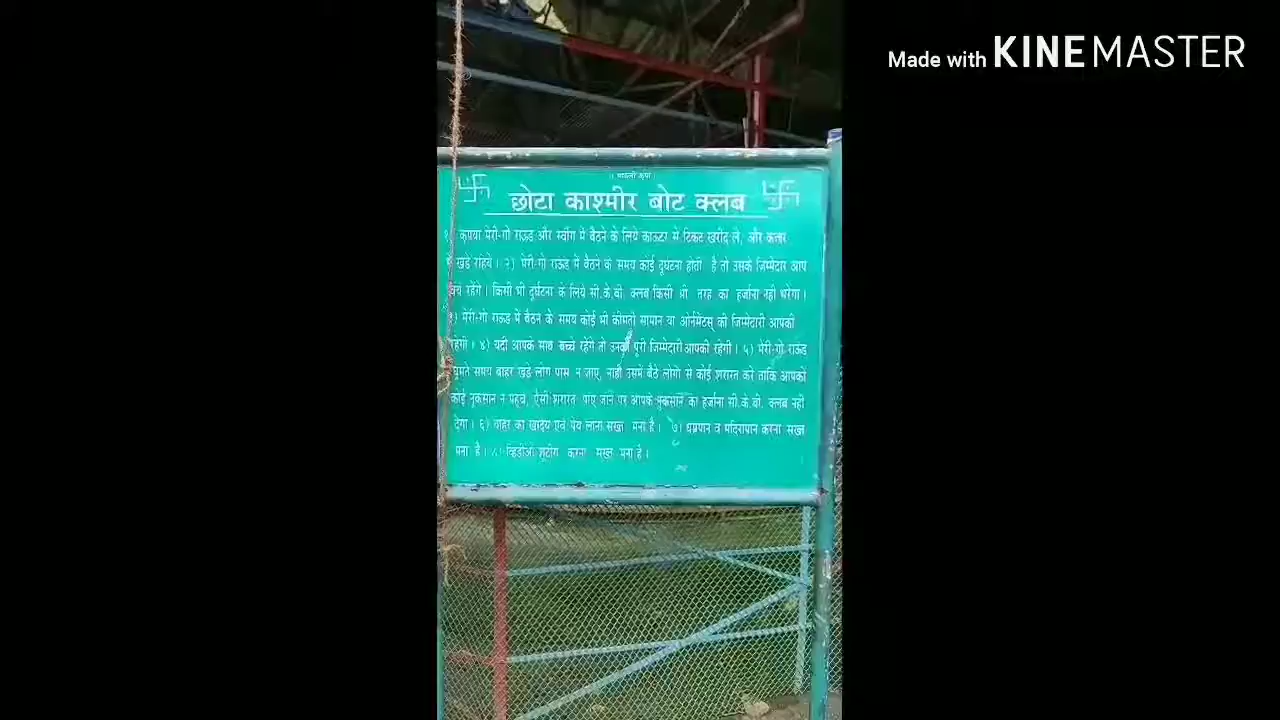 Made with KINEMASTER
छोटा काश्मीर बोट क्लब
१) कृपया मेरी-गो राऊंड और स्वींग में बैठने के लिये काऊंटर से टिकट खरीद ले, और कतार
में खडे रहिये । २) मेरी-गो राऊंड में बैठने के समय कोई दूर्घटना होती है तो उसके जिम्मेदार आप
रहेंगे । किसी भी दुर्घटना के लिये सी.के.बी. क्लब किसी भी तरह का हर्जाना नही भरेगा ।
३) मेरी-गो राऊंड में बैठने के समय कोई भी कीमती सामान या ओर्नमेंटस् की जिम्मेदारी आपकी
रहेगी । ४) यदी आपके साथ बच्चे रहेंगे तो उनकी पूरी जिम्मेदारी आपकी रहेगी । ५) मेरी-गो राऊंड
घुमते समय बाहर खडे लोग पास न जाए, नाही उसमें बैठे लोगो से कोई शरारत करे ताकि आपको
कोई नूकसान न पहूचे, ऐसी शरारत पाए जाने पर आपके नुकसान का हर्जाना सी.के.बी. क्लब नही
देगा । ६) बाहर का खादेय एवं पेय लाना सख्त मना है । ७) धुम्रपान व मदिरापान करना सख्त
मना है । ८) व्हिडीओ शूटींग करना सख्त मना है ।